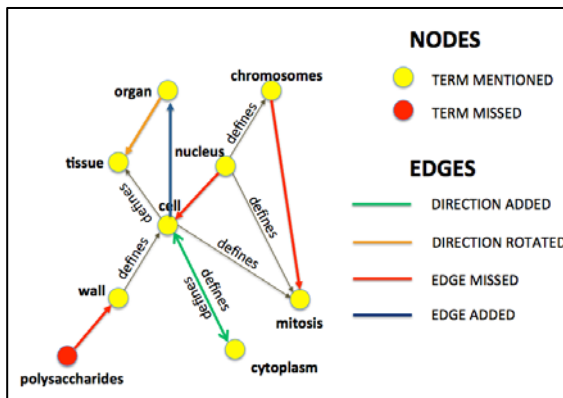 NODES
TERM MENTIONED
TERM MISSED
EDGES
DIRECTION ADDED
DIRECTION ROTATED
EDGE MISSED
EDGE ADDED
chromosomes
organ
defines
nucleus
tissue
defines
cell
defines
defines
wall
defines
defines
defines
mitosis
cytoplasm
polysaccharides